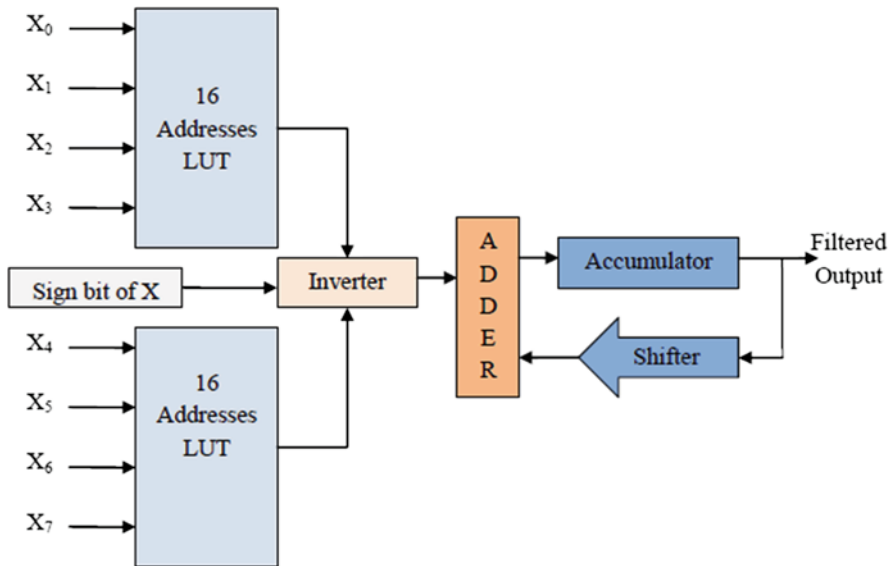 X0
X1
X2
X3
16
Addresses
LUT
Sign bit of X
Inverter
A
D
D
E
R
Accumulator
Shifter
Filtered
Output
X4
X5
X6
X7
16
Addresses
LUT